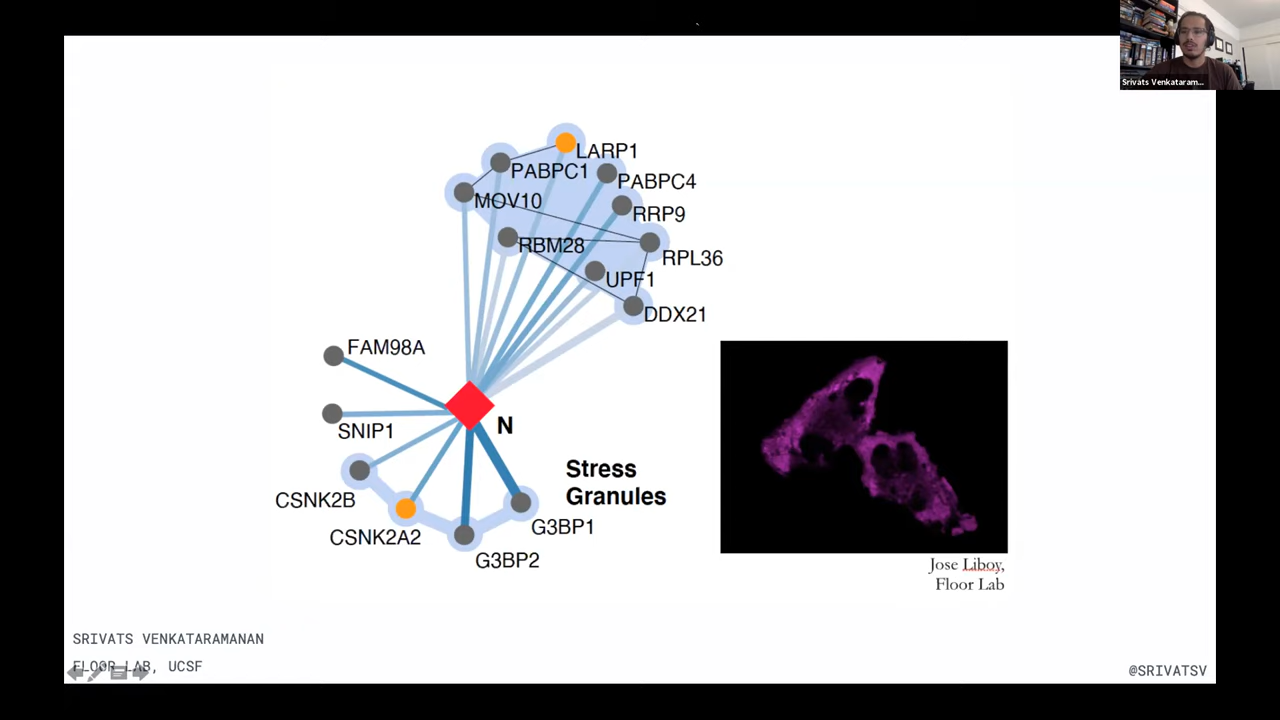 Srivats Venkataram...
LARP1
PABPC1
PABPC4
MOV10
RRP9
RBM28
RPL36
UPF1
DDX21
FAM98A
N
SNIP1
Stress
Granules
CSNK2B
G3BP1
CSNK2A2
G3BP2
Jose Liboy,
Floor Lab
SRIVATS VENKATARAMANAN
FLOOR LAB, UCSF
@SRIVATSV